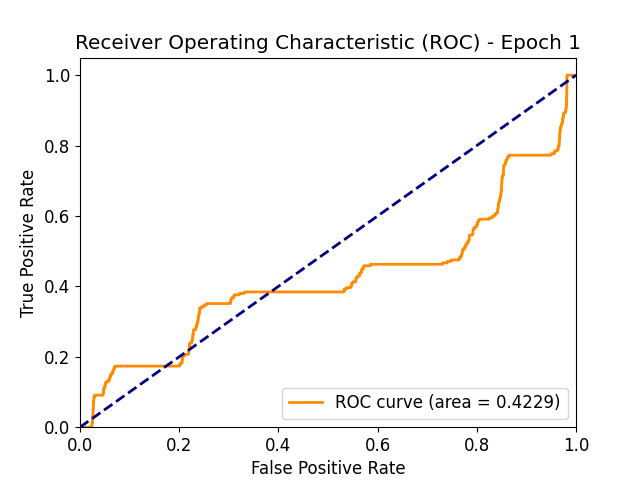 Receiver Operating Characteristic (ROC) - Epoch 1
True Positive Rate
1.0
0.8
0.6
0.4
0.2
0.0
ROC curve (area = 0.4229)
0.0 0.2 0.4 0.6 0.8 1.0
False Positive Rate